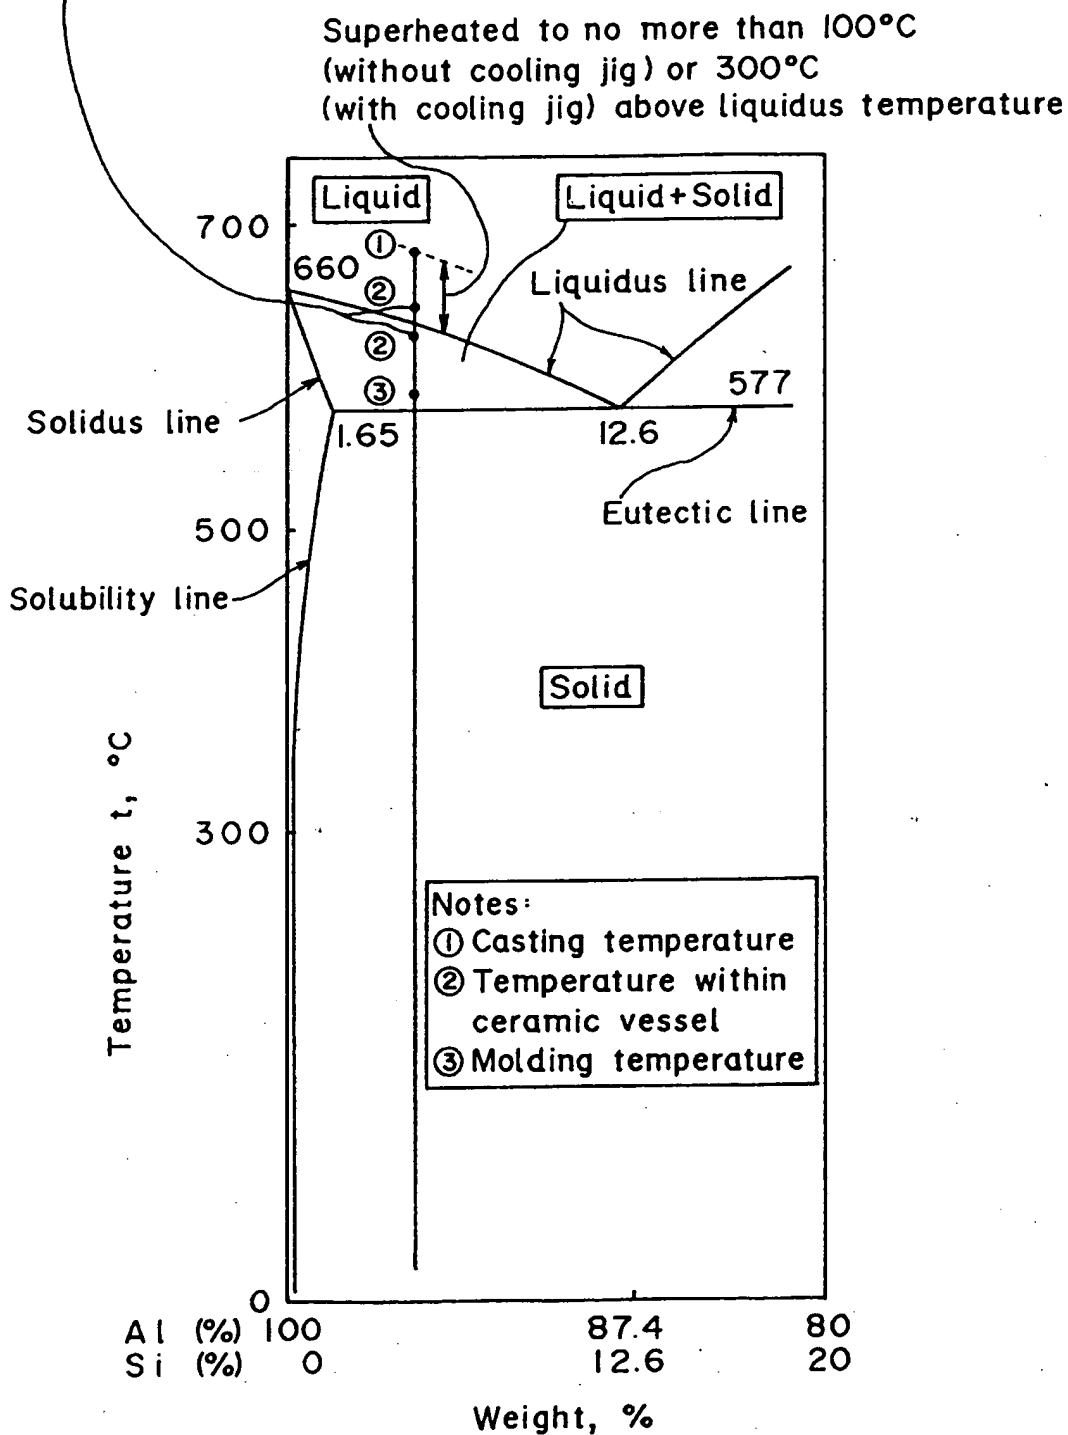 Superheated to no more than 100°C
(without cooling jig) or 300°C
(with cooling jig) above liquidus temperature
Liquid
Liquid+Solid
700
①
660
②
Liquidus line
②
③
577
Solidus line
1.65
12.6
500
Eutectic line
Solubility line
Solid
Temperature t, °C
300
Notes:
① Casting temperature
② Temperature within
ceramic vessel
③ Molding temperature
0
Al (%) 100 87.4 80
Si (%) 0 12.6 20
Weight, %